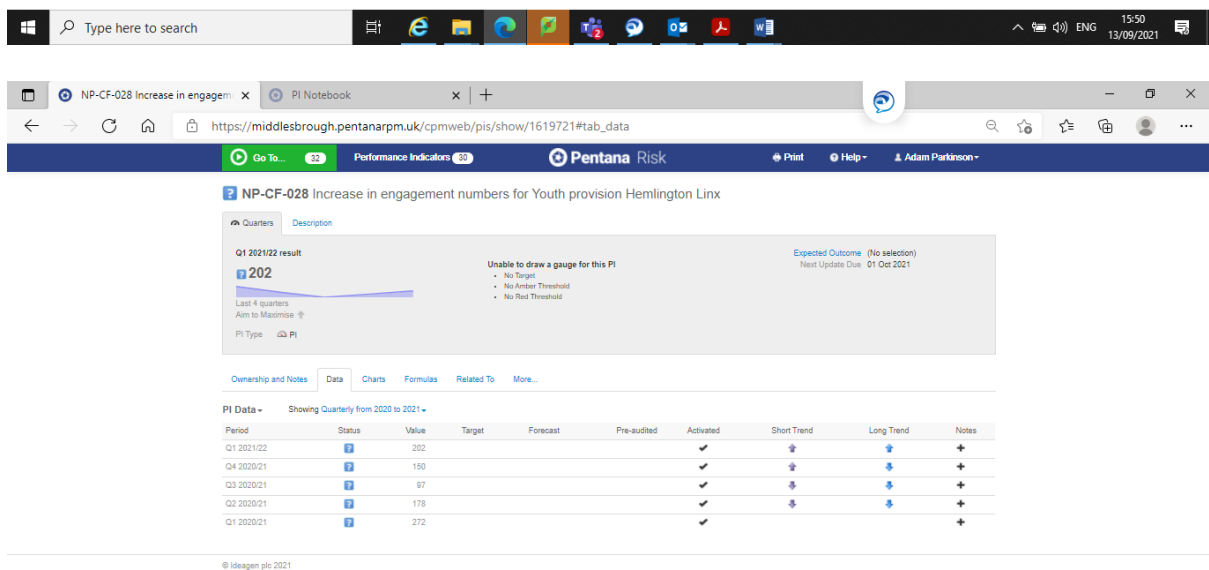 Type here to search
ENG
15:50
13/09/2021
NP-CF-028 Increase in engagem
PI Notebook
https://middlesbrough.pentanarpm.uk/cpmweb/pis/show/1619721#tab_data
Go To... 32 Performance Indicators 30 Pentana Risk Print Help Adam Parkinson
NP-CF-028 Increase in engagement numbers for Youth provision Hemlington Linx
Quarters Description
Q1 2021/22 result
202
Last 4 quarters
Aim to Maximise
PI Type PI
Unable to draw a gauge for this PI
• No Target
• No Amber Threshold
• No Red Threshold
Expected Outcome (No selection)
Next Update Due 01 Oct 2021
Ownership and Notes Data Charts Formulas Related To More...
PI Data Showing Quarterly from 2020 to 2021
Period Status Value Target Forecast Pre-audited Activated Short Trend Long Trend Notes
Q1 2021/22 ? 202
Q4 2020/21 ? 150
Q3 2020/21 ? 97
Q2 2020/21 ? 178
Q1 2020/21 ? 272
© Ideagen plc 2021